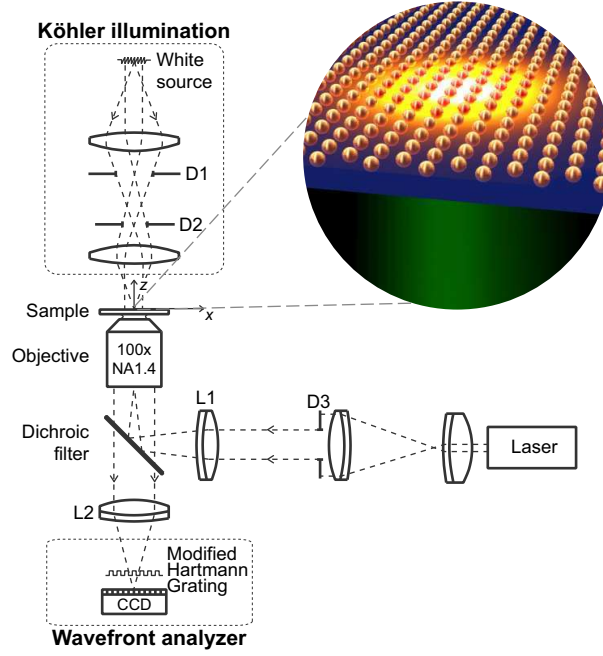 Köhler illumination
White
source
D1
D2
z
x
Sample
Objective
100x
NA1.4
L1
D3
Laser
Dichroic
filter
L2
Modified
Hartmann
Grating
CCD
Wavefront analyzer